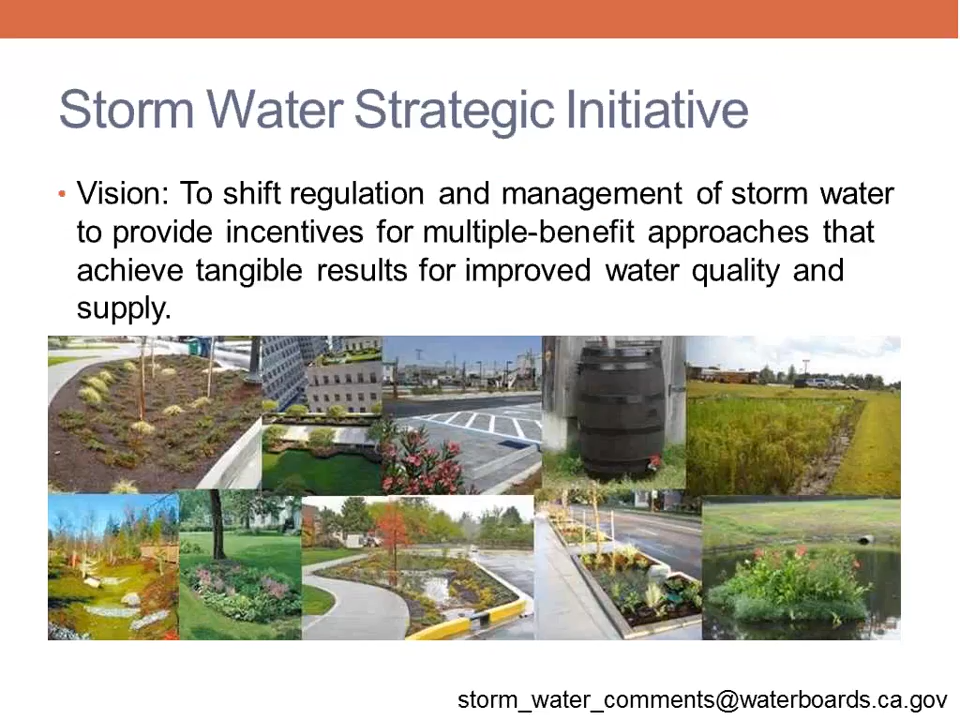 Storm Water Strategic Initiative
• Vision: To shift regulation and management of storm water
to provide incentives for multiple-benefit approaches that
achieve tangible results for improved water quality and
supply.
storm_water_comments@waterboards.ca.gov